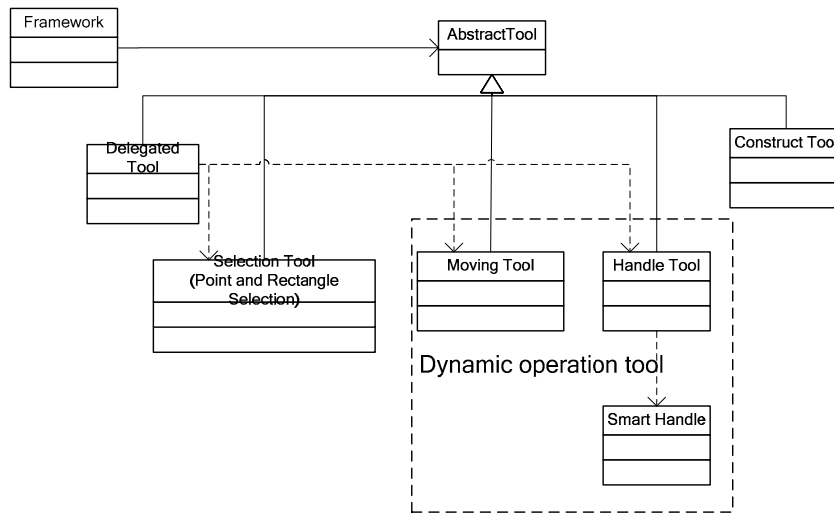 Framework
AbstractTool
Delegated
Tool
Construct Tool
Selection Tool
(Point and Rectangle
Selection)
Moving Tool
Handle Tool
Dynamic operation tool
Smart Handle